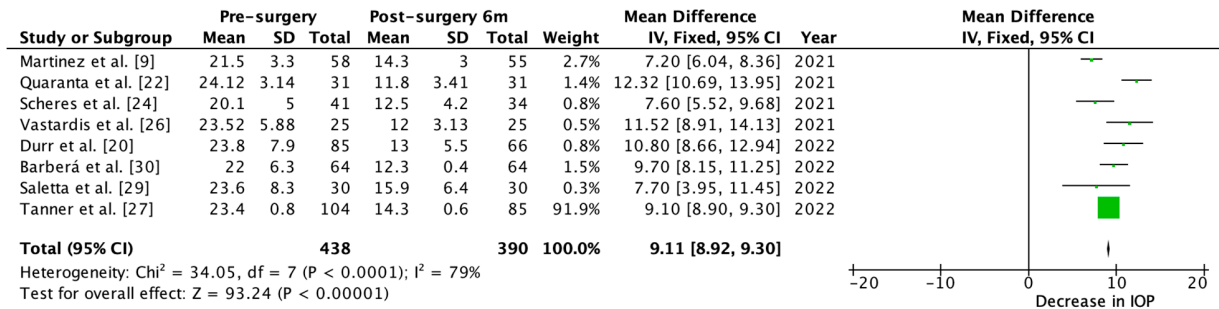 Pre-surgery Post-surgery 6m Mean Difference Mean Difference
Study or Subgroup Mean SD Total Mean SD Total Weight IV, Fixed, 95% CI Year IV, Fixed, 95% CI
Martinez et al. [9] 21.5 3.3 58 14.3 3 55 2.7% 7.20 [6.04, 8.36] 2021
Quaranta et al. [22] 24.12 3.14 31 11.8 3.41 31 1.4% 12.32 [10.69, 13.95] 2021
Scheres et al. [24] 20.1 5 41 12.5 4.2 34 0.8% 7.60 [5.52, 9.68] 2021
Vastardis et al. [26] 23.52 5.88 25 12 3.13 25 0.5% 11.52 [8.91, 14.13] 2021
Durr et al. [20] 23.8 7.9 85 13 5.5 66 0.8% 10.80 [8.66, 12.94] 2022
Barberá et al. [30] 22 6.3 64 12.3 0.4 64 1.5% 9.70 [8.15, 11.25] 2022
Saletta et al. [29] 23.6 8.3 30 15.9 6.4 30 0.3% 7.70 [3.95, 11.45] 2022
Tanner et al. [27] 23.4 0.8 104 14.3 0.6 85 91.9% 9.10 [8.90, 9.30] 2022
Total (95% CI) 438 390 100.0% 9.11 [8.92, 9.30]
Heterogeneity: Chi² = 34.05, df = 7 (P < 0.0001); I² = 79%
Test for overall effect: Z = 93.24 (P < 0.00001)
-20 -10 0 10 20
Decrease in IOP